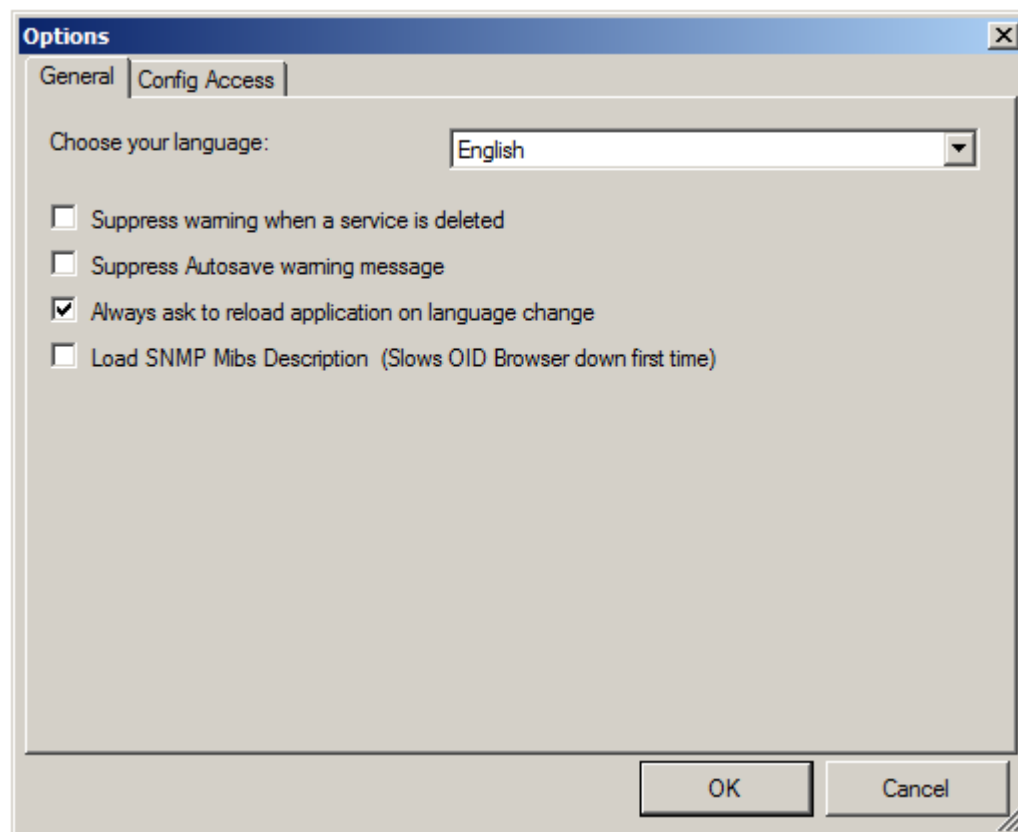 Options
General
Config Access
Choose your language:
English
Suppress warning when a service is deleted
Suppress Autosave warning message
Always ask to reload application on language change
Load SNMP Mibs Description  (Slows OID Browser down first time)
OK
Cancel